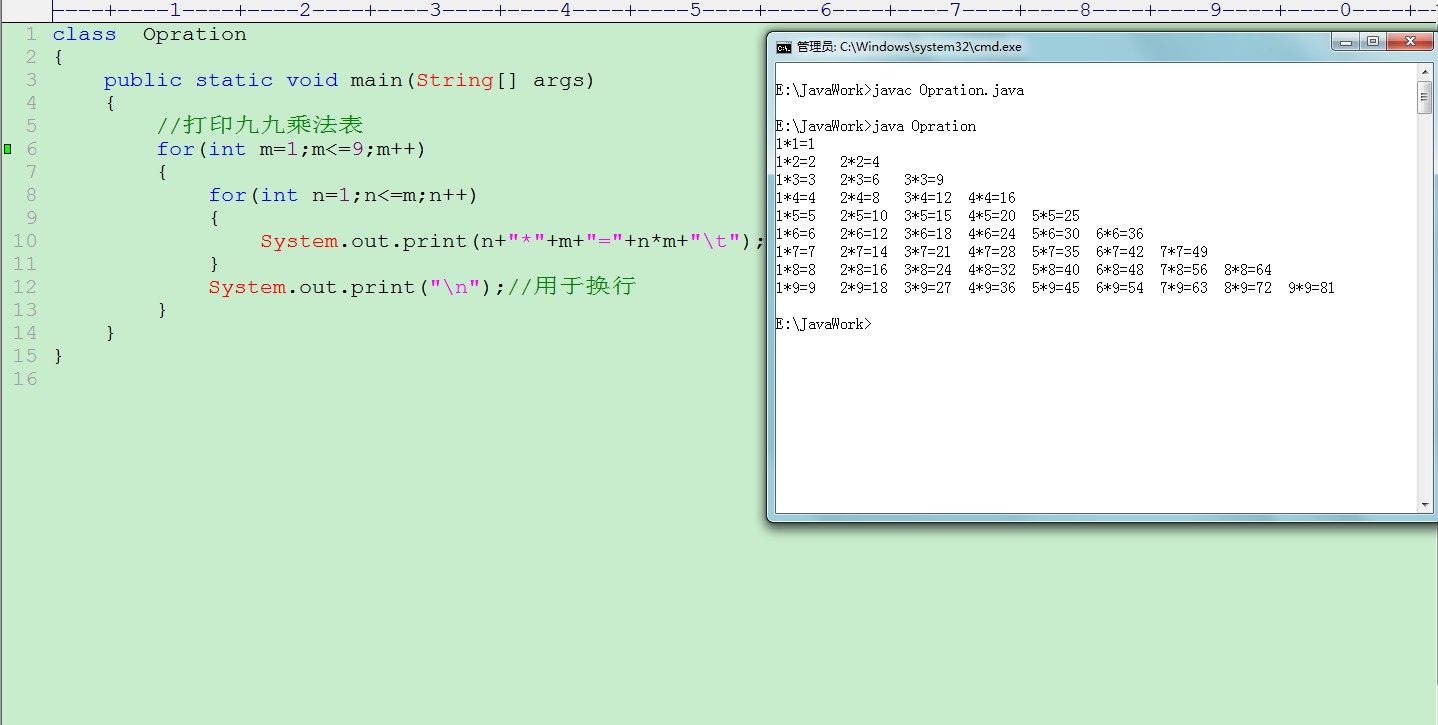 ----+----1----+----2----+----3----+----4----+----5----+----6----+----7----+----8----+----9----+----0----+--
1 class  Opration
2 {
3     public static void main(String[] args)
4     {
5         //打印九九乘法表
6         for(int m=1;m<=9;m++)
7         {
8             for(int n=1;n<=m;n++)
9             {
10                 System.out.print(n+"*"+m+"="+n*m+"\t");
11             }
12             System.out.print("\n");//用于换行
13         }
14     }
15 }
16
管理员: C:\Windows\system32\cmd.exe
E:\JavaWork>javac Opration.java
E:\JavaWork>java Opration
1*1=1
1*2=2   2*2=4
1*3=3   2*3=6   3*3=9
1*4=4   2*4=8   3*4=12  4*4=16
1*5=5   2*5=10  3*5=15  4*5=20  5*5=25
1*6=6   2*6=12  3*6=18  4*6=24  5*6=30  6*6=36
1*7=7   2*7=14  3*7=21  4*7=28  5*7=35  6*7=42  7*7=49
1*8=8   2*8=16  3*8=24  4*8=32  5*8=40  6*8=48  7*8=56  8*8=64
1*9=9   2*9=18  3*9=27  4*9=36  5*9=45  6*9=54  7*9=63  8*9=72  9*9=81
E:\JavaWork>